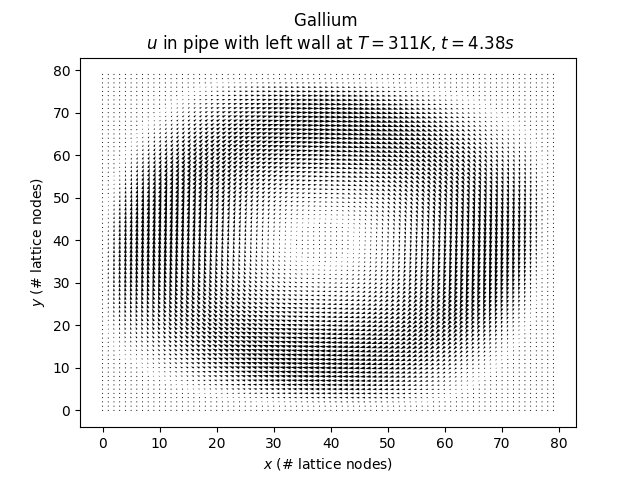 Gallium
u in pipe with left wall at T = 311K, t = 4.38s
80
70
60
50
40
30
20
10
0
y (# lattice nodes)
0 10 20 30 40 50 60 70 80
x (# lattice nodes)